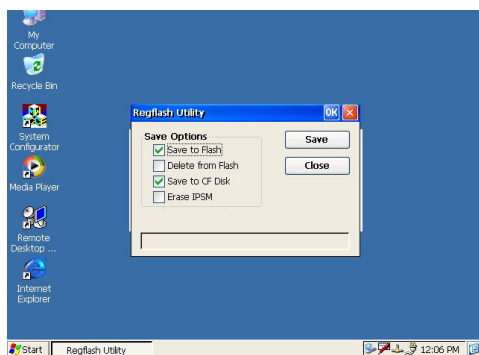 My
Computer
Recycle Bin
System
Configurator
Media Player
Remote
Desktop ...
Internet
Explorer
Regflash Utility
OK
Save Options
Save to Flash
Delete from Flash
Save to CF Disk
Erase IPSM
Save
Close
Start
Regflash Utility
12:06 PM